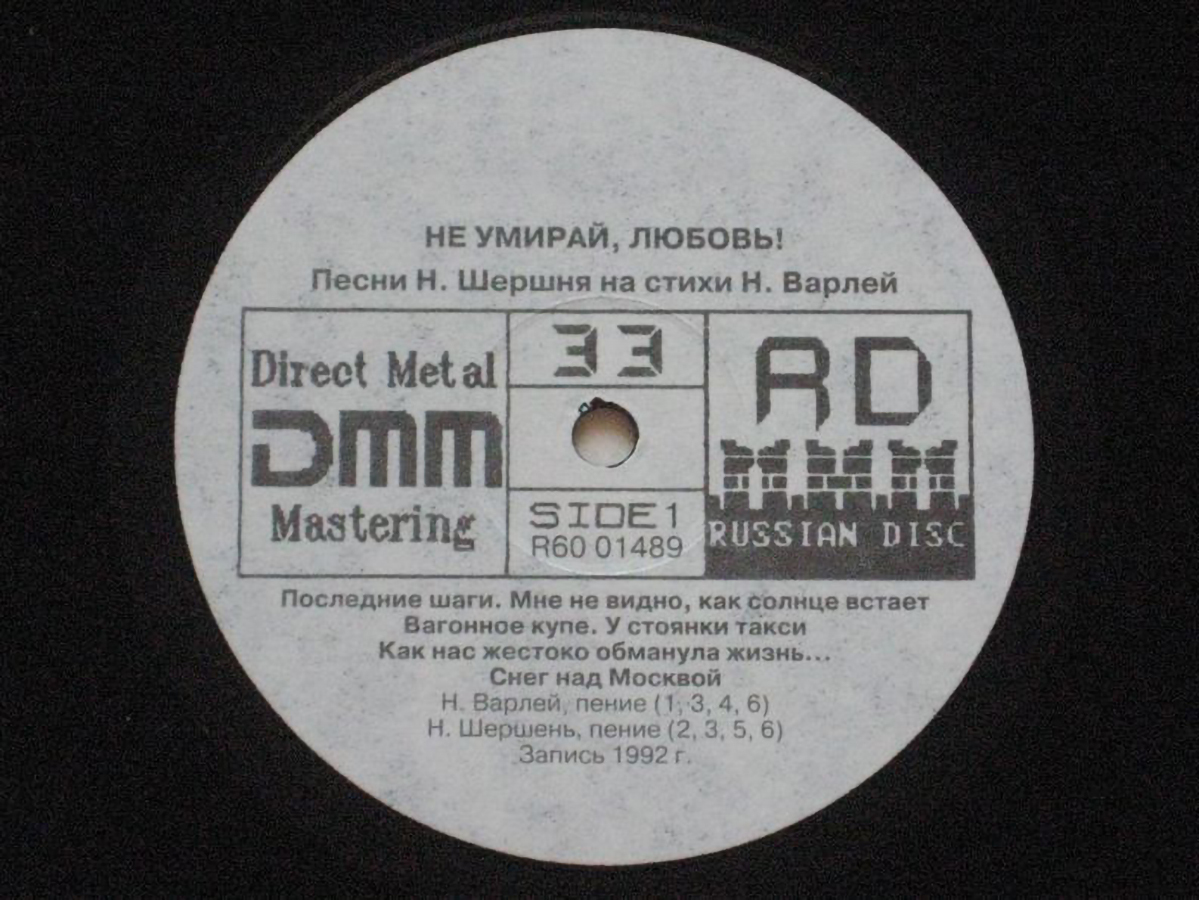 НЕ УМИРАЙ, ЛЮБОВЬ!
Песни Н. Шершня на стихи Н. Варлей
Direct Metal
DMM
Mastering
33
SIDE 1
R60 01489
RD
RUSSIAN DISC
Последние шаги. Мне не видно, как солнце встает
Вагонное купе. У стоянки такси
Как нас жестоко обманула жизнь...
Снег над Москвой
Н. Варлей, пение (1, 3, 4, 6)
Н. Шершень, пение (2, 3, 5, 6)
Запись 1992 г.